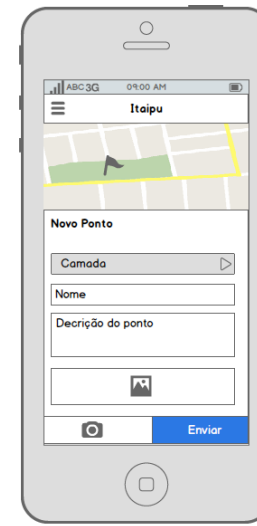 ABC 3G 09:00 AM
Itaipu
Novo Ponto
Camada
Nome
Decrição do ponto
Enviar